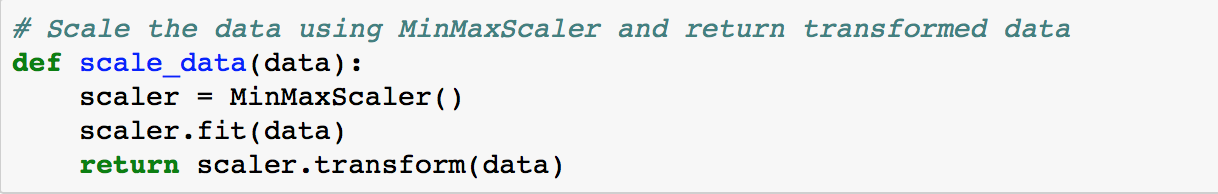 # Scale the data using MinMaxScaler and return transformed data
def scale_data(data):
    scaler = MinMaxScaler()
    scaler.fit(data)
    return scaler.transform(data)